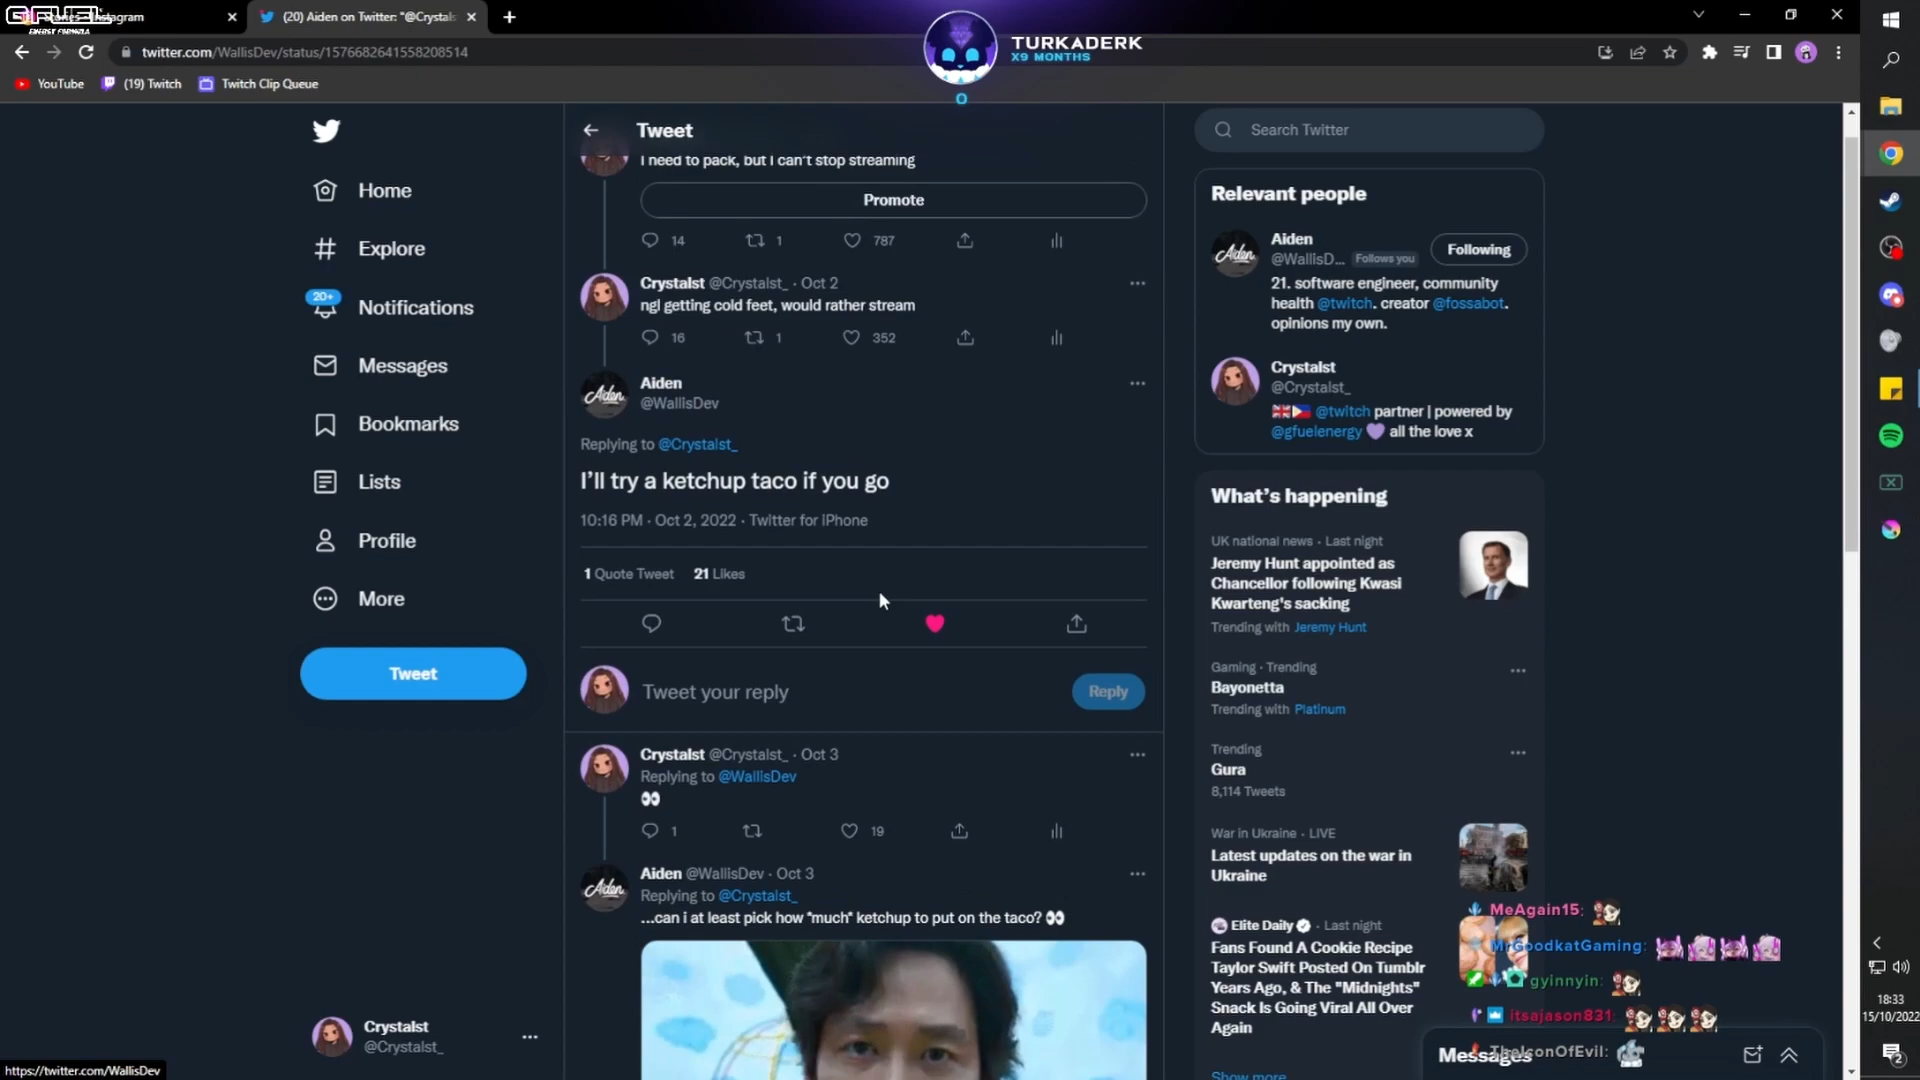 GFUEL
ENERGY FORMULA
Stories • Instagram
(20) Aiden on Twitter: "@Crystals
twitter.com/WallisDev/status/1576682641558208514
YouTube
(19) Twitch
Twitch Clip Queue
TURKADERK
X9 MONTHS
Home
Explore
20+
Notifications
Messages
Bookmarks
Lists
Profile
More
Tweet
Crystalst
@Crystalst_
https://twitter.com/WallisDev
Tweet
I need to pack, but I can't stop streaming
Promote
14 1 787
Crystalst @Crystalst_ · Oct 2
ngl getting cold feet, would rather stream
16 1 352
Aiden
@WallisDev
Replying to @Crystalst_
I'll try a ketchup taco if you go
10:16 PM · Oct 2, 2022 · Twitter for iPhone
1 Quote Tweet 21 Likes
Tweet your reply
Reply
Crystalst @Crystalst_ · Oct 3
Replying to @WallisDev
👀
1 19
Aiden @WallisDev · Oct 3
Replying to @Crystalst_
...can i at least pick how *much* ketchup to put on the taco? 👀
Search Twitter
Relevant people
Aiden
@WallisD... Follows you
Following
21. software engineer, community
health @twitch. creator @fossabot.
opinions my own.
Crystalst
@Crystalst_
🇬🇧🇵🇭 @twitch partner | powered by
@gfuelenergy 💜 all the love x
What's happening
UK national news · Last night
Jeremy Hunt appointed as
Chancellor following Kwasi
Kwarteng's sacking
Trending with Jeremy Hunt
Gaming · Trending
Bayonetta
Trending with Platinum
Trending
Gura
8,114 Tweets
War in Ukraine · LIVE
Latest updates on the war in
Ukraine
Elite Daily · Last night
Fans Found A Cookie Recipe
Taylor Swift Posted On Tumblr
Years Ago, & The "Midnights"
Snack Is Going Viral All Over
Again
Show more
MeAgain15:
MrGoodkatGaming:
gyinnyin:
itsajason831:
TheIconOfEvil:
Messages
18:33
15/10/2022
2